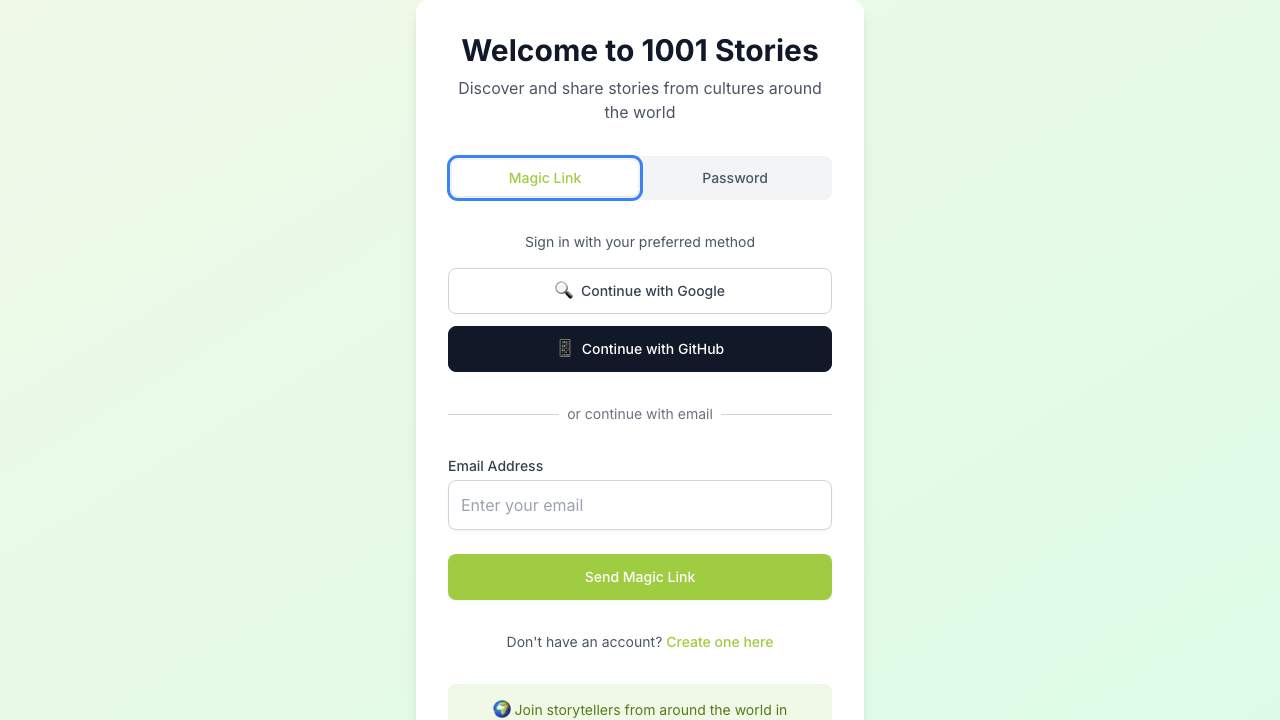 Welcome to 1001 Stories
Discover and share stories from cultures around
the world
Magic Link
Password
Sign in with your preferred method
Continue with Google
Continue with GitHub
or continue with email
Email Address
Enter your email
Send Magic Link
Don't have an account? Create one here
Join storytellers from around the world in